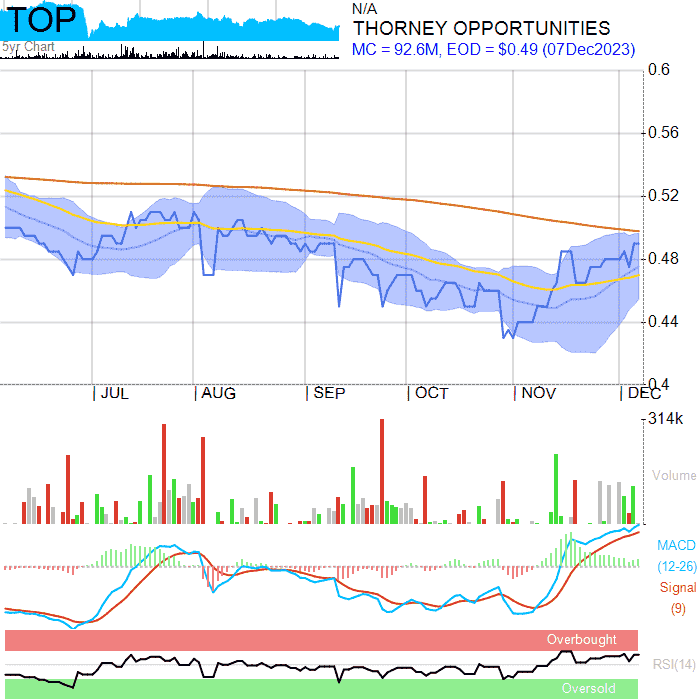 TOP
5yr Chart
N/A
THORNEY OPPORTUNITIES
MC = 92.6M, EOD = $0.49 (07Dec2023)
0.6
0.56
0.52
0.48
0.44
0.4
JUL AUG SEP OCT NOV DEC
314k
Volume
MACD
(12-26)
Signal
(9)
Overbought
RSI(14)
Oversold